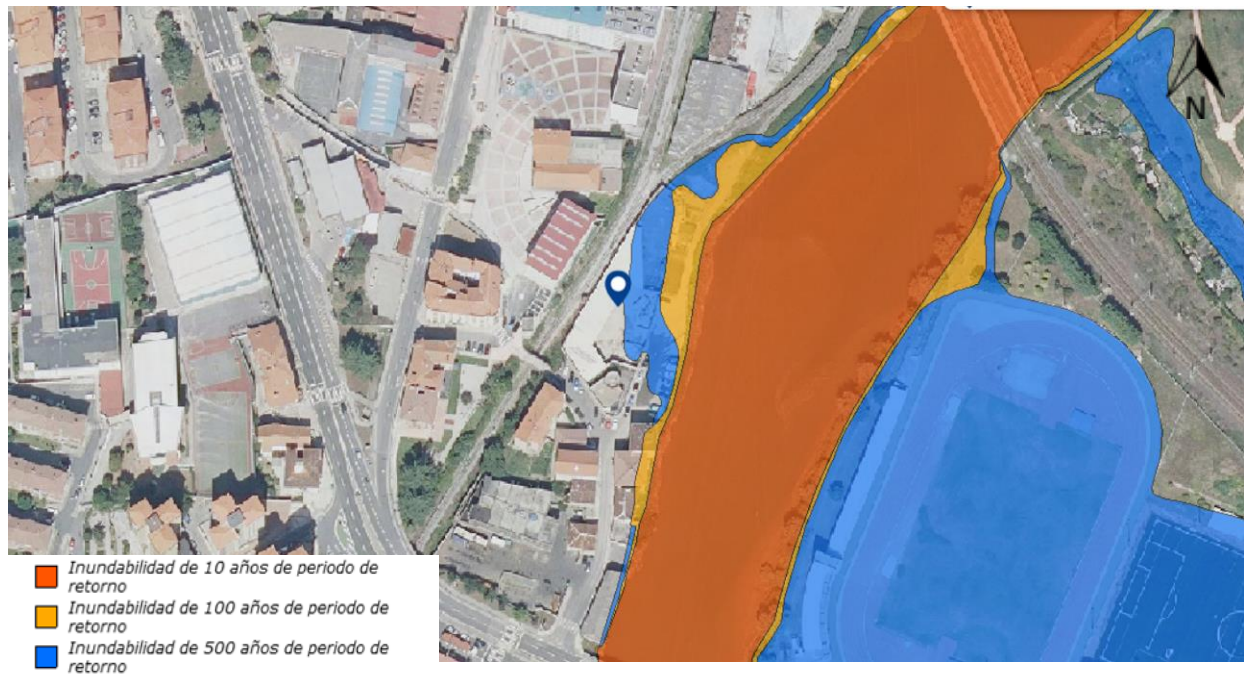 N
Inundabilidad de 10 años de periodo de
retorno
Inundabilidad de 100 años de periodo de
retorno
Inundabilidad de 500 años de periodo de
retorno